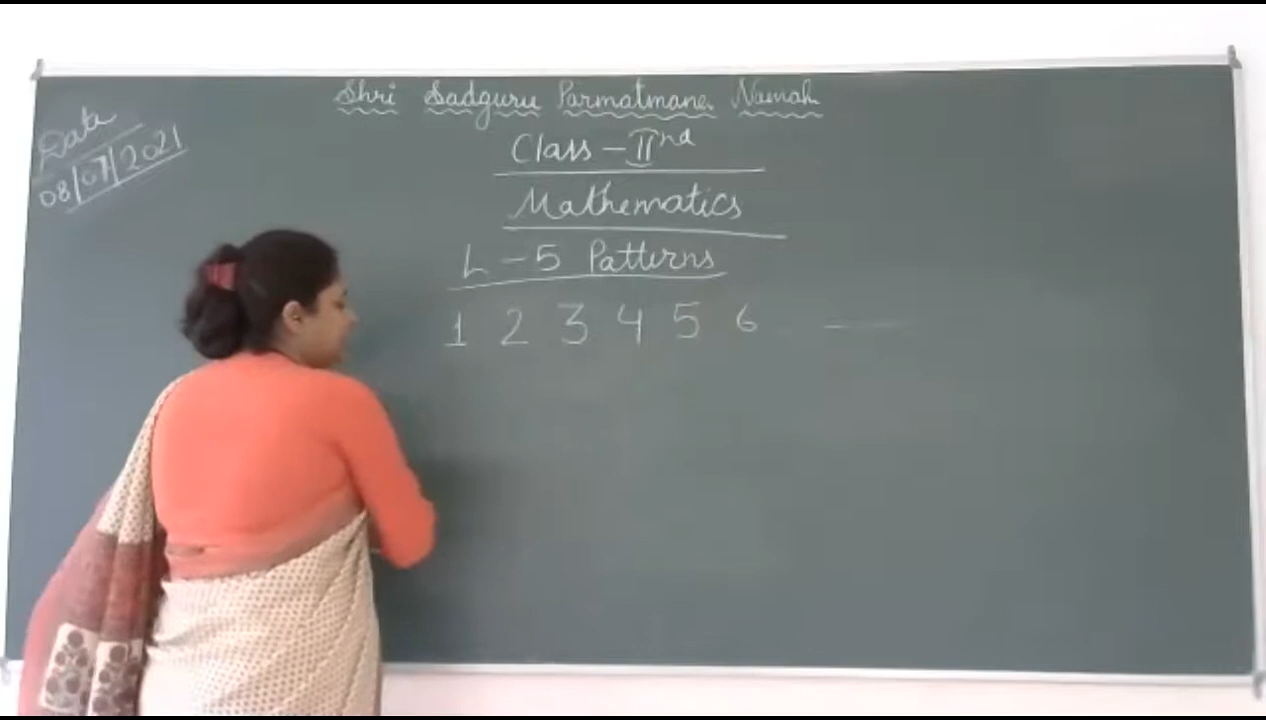 Shri Sadguru Parmatmane Namah
Date
08/07/2021
Class – IInd
Mathematics
L – 5 Patterns
1 2 3 4 5 6 —